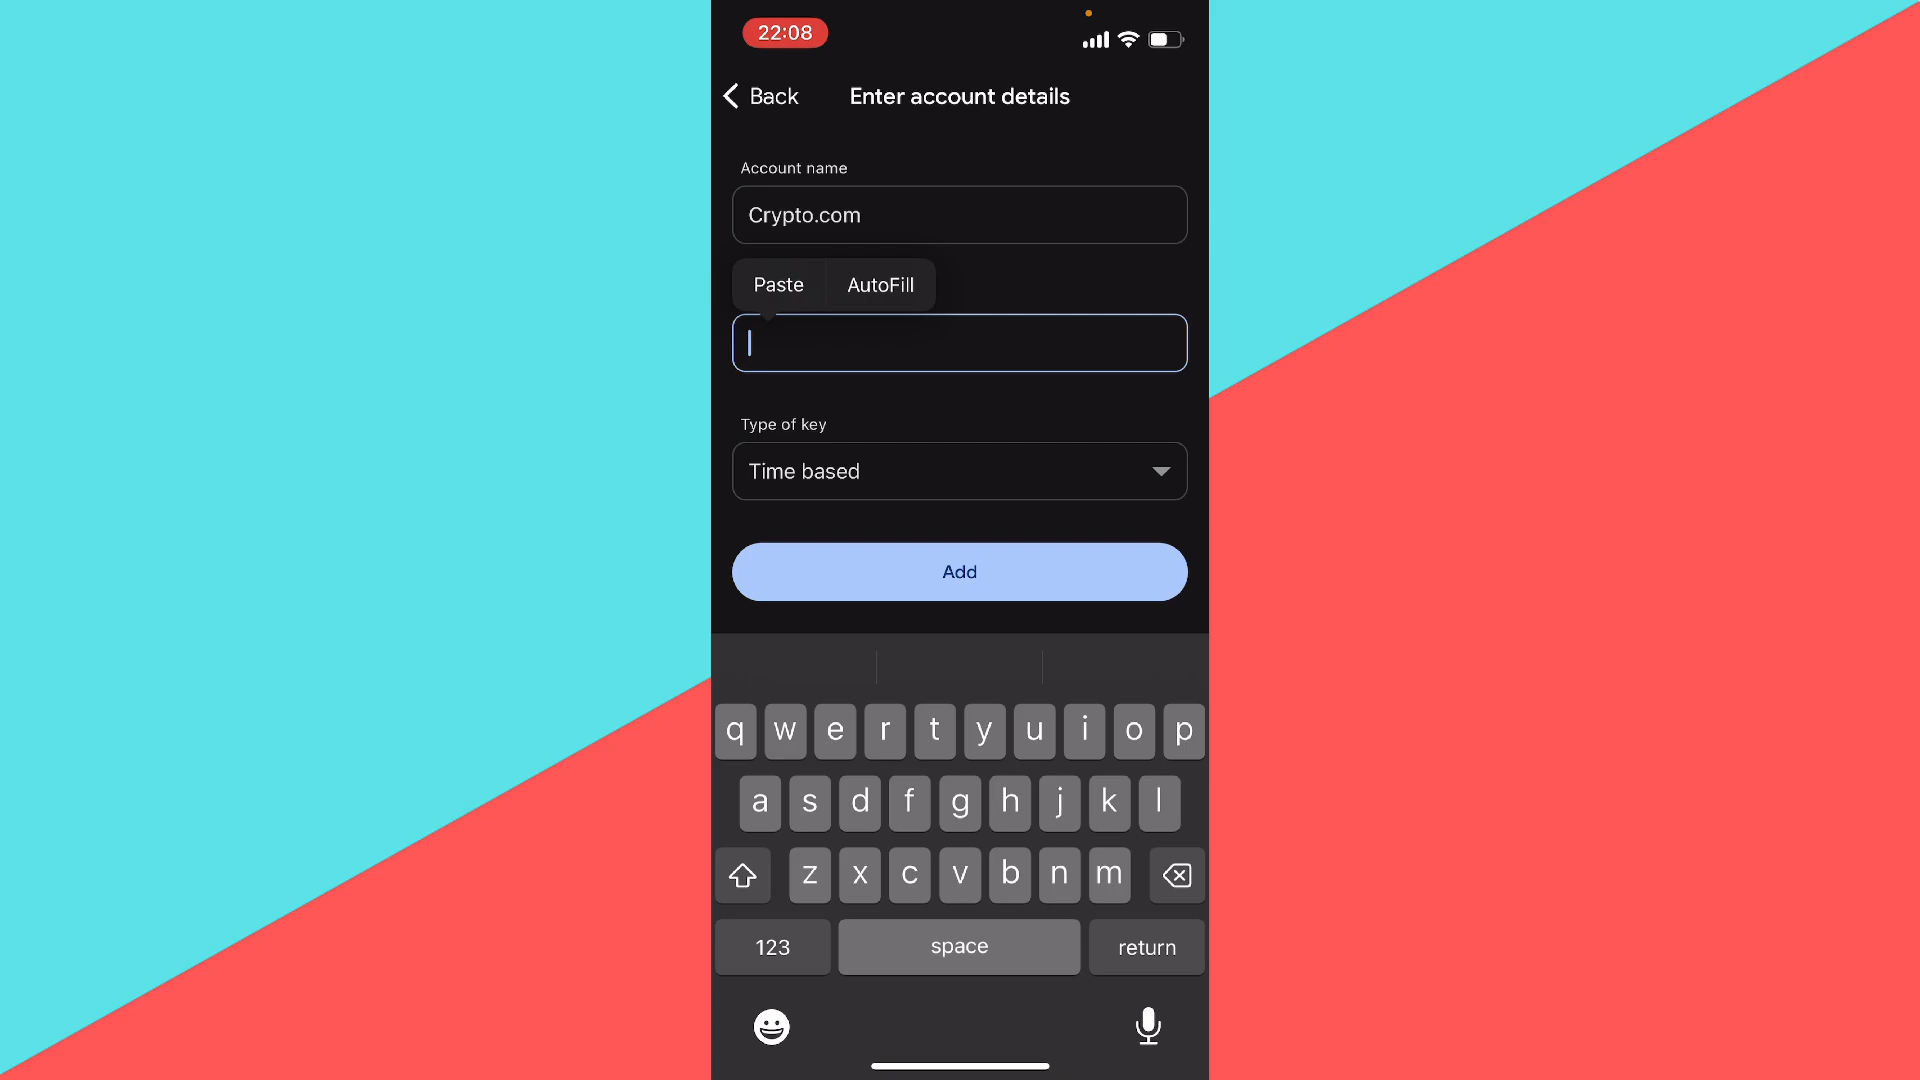 22:08
Back
Enter account details
Account name
Crypto.com
Paste
AutoFill
Type of key
Time based
Add
q w e r t y u i o p
a s d f g h j k l
z x c v b n m
123
space
return